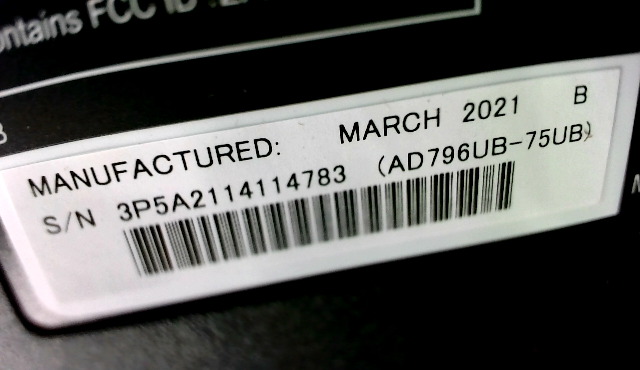 ontains FCC ID
B
MANUFACTURED: MARCH 2021 B
S/N 3P5A2114114783 (AD796UB-75UB)